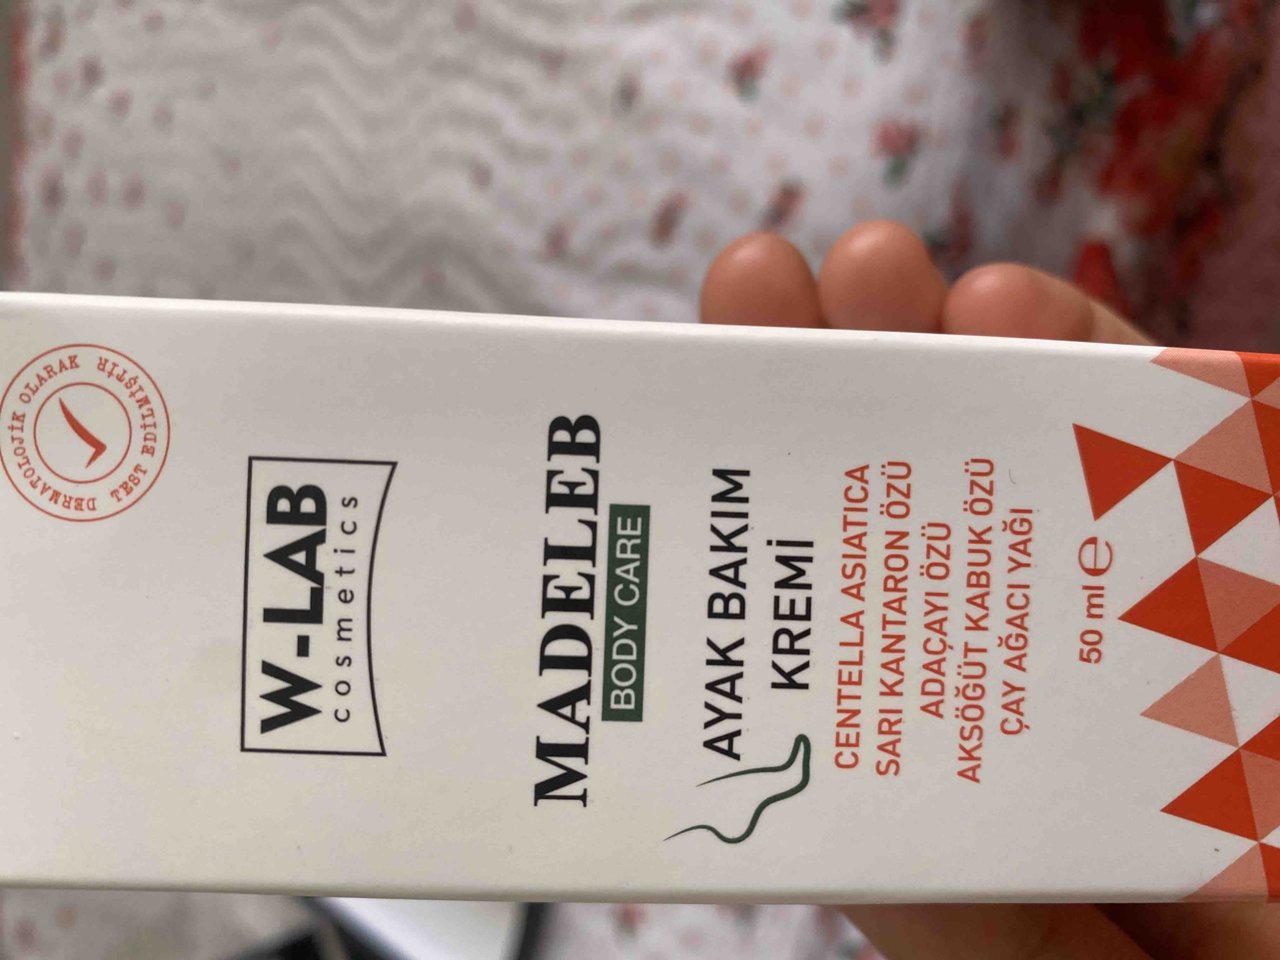 DERMATOLOJİK OLARAK TEST EDİLMİŞTİR
W-LAB
cosmetics
MADELEB
BODY CARE
AYAK BAKIM
KREMİ
CENTELLA ASIATICA
SARI KANTARON ÖZÜ
ADAÇAYI ÖZÜ
AKSÖĞÜT KABUK ÖZÜ
ÇAY AĞACI YAĞI
50 ml ℮